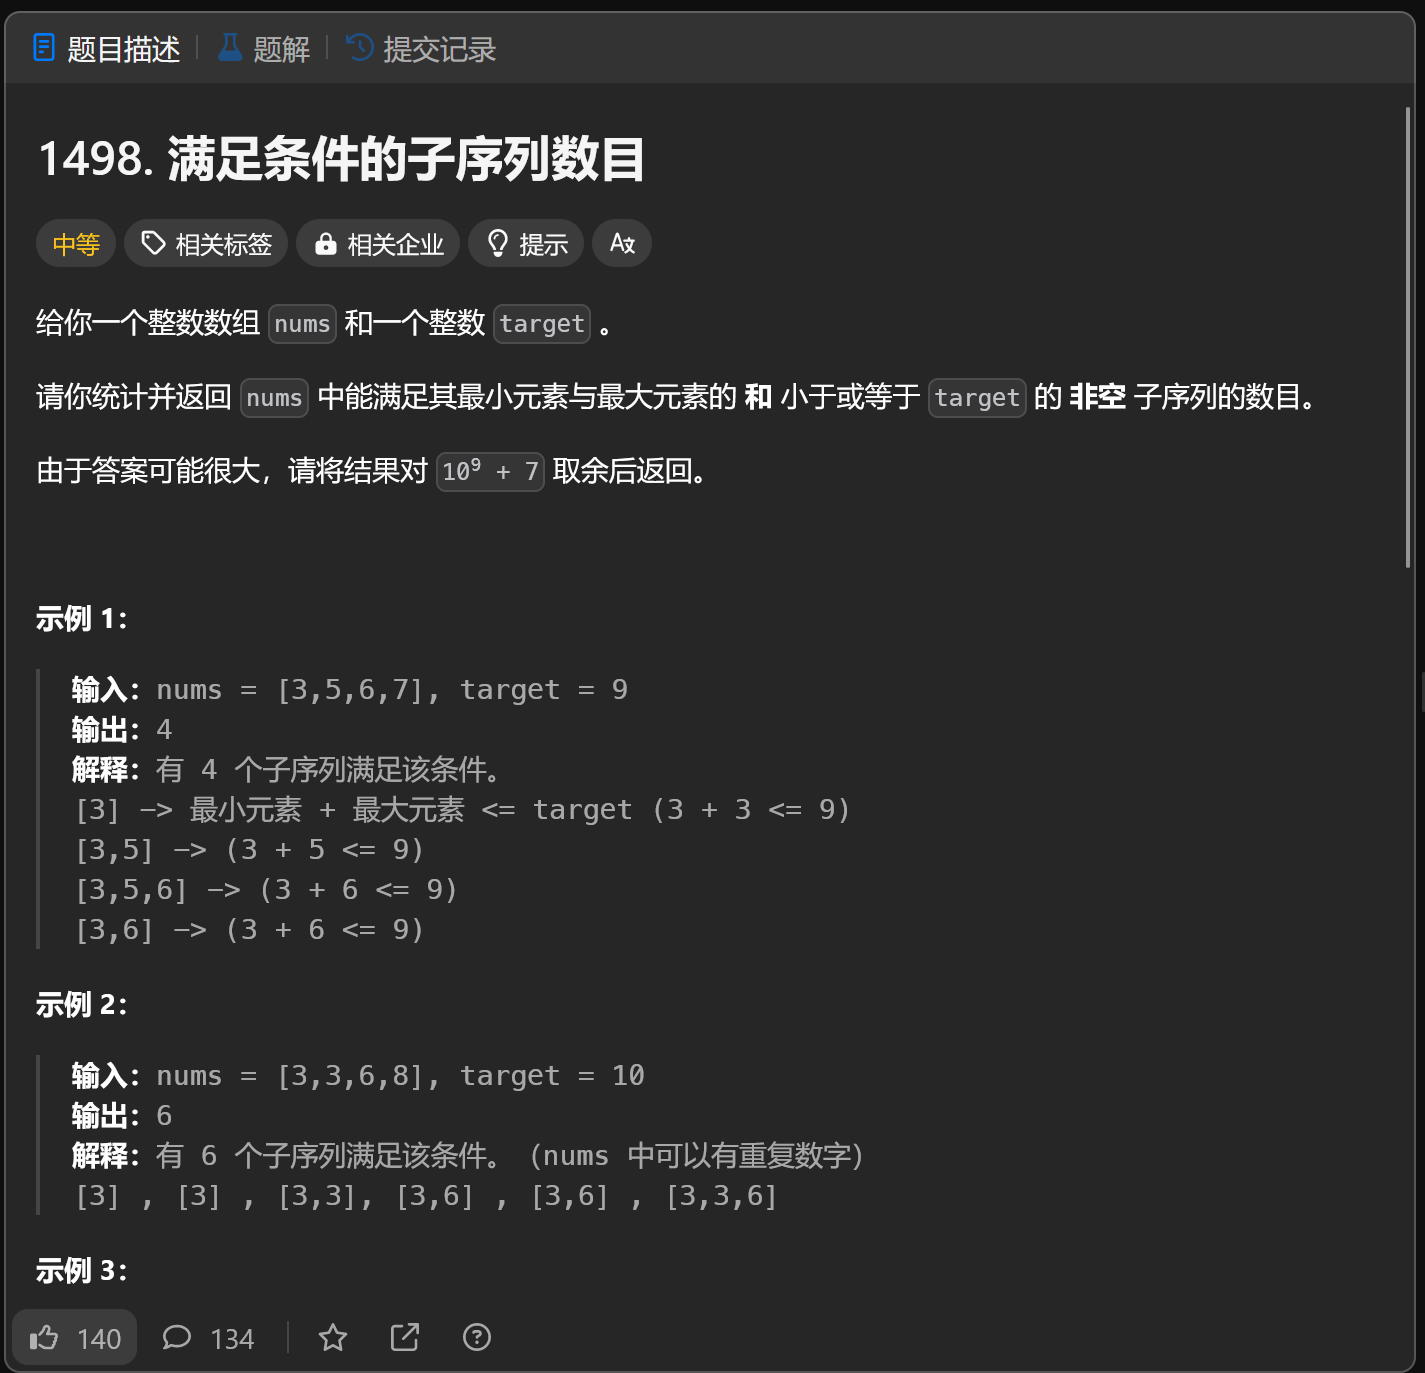 题目描述 | 题解 | 提交记录
1498. 满足条件的子序列数目
中等 相关标签 相关企业 提示
给你一个整数数组 nums 和一个整数 target 。
请你统计并返回 nums 中能满足其最小元素与最大元素的 和 小于或等于 target 的 非空 子序列的数目。
由于答案可能很大，请将结果对 10⁹ + 7 取余后返回。
示例 1：
输入：nums = [3,5,6,7], target = 9
输出：4
解释：有 4 个子序列满足该条件。
[3] -> 最小元素 + 最大元素 <= target (3 + 3 <= 9)
[3,5] -> (3 + 5 <= 9)
[3,5,6] -> (3 + 6 <= 9)
[3,6] -> (3 + 6 <= 9)
示例 2：
输入：nums = [3,3,6,8], target = 10
输出：6
解释：有 6 个子序列满足该条件。（nums 中可以有重复数字）
[3] , [3] , [3,3], [3,6] , [3,6] , [3,3,6]
示例 3：
140 134